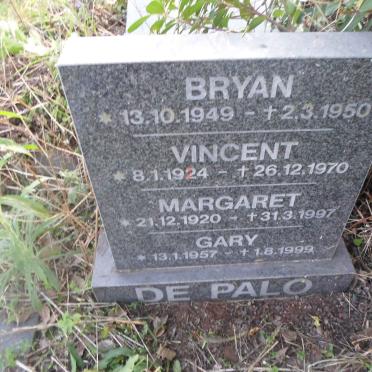 BRYAN
* 13.10.1949 - † 2.3.1950
VINCENT
* 8.1.1924 - † 26.12.1970
MARGARET
* 21.12.1920 - † 31.3.1997
GARY
* 13.1.1957 - † 1.8.1999
DE PALO